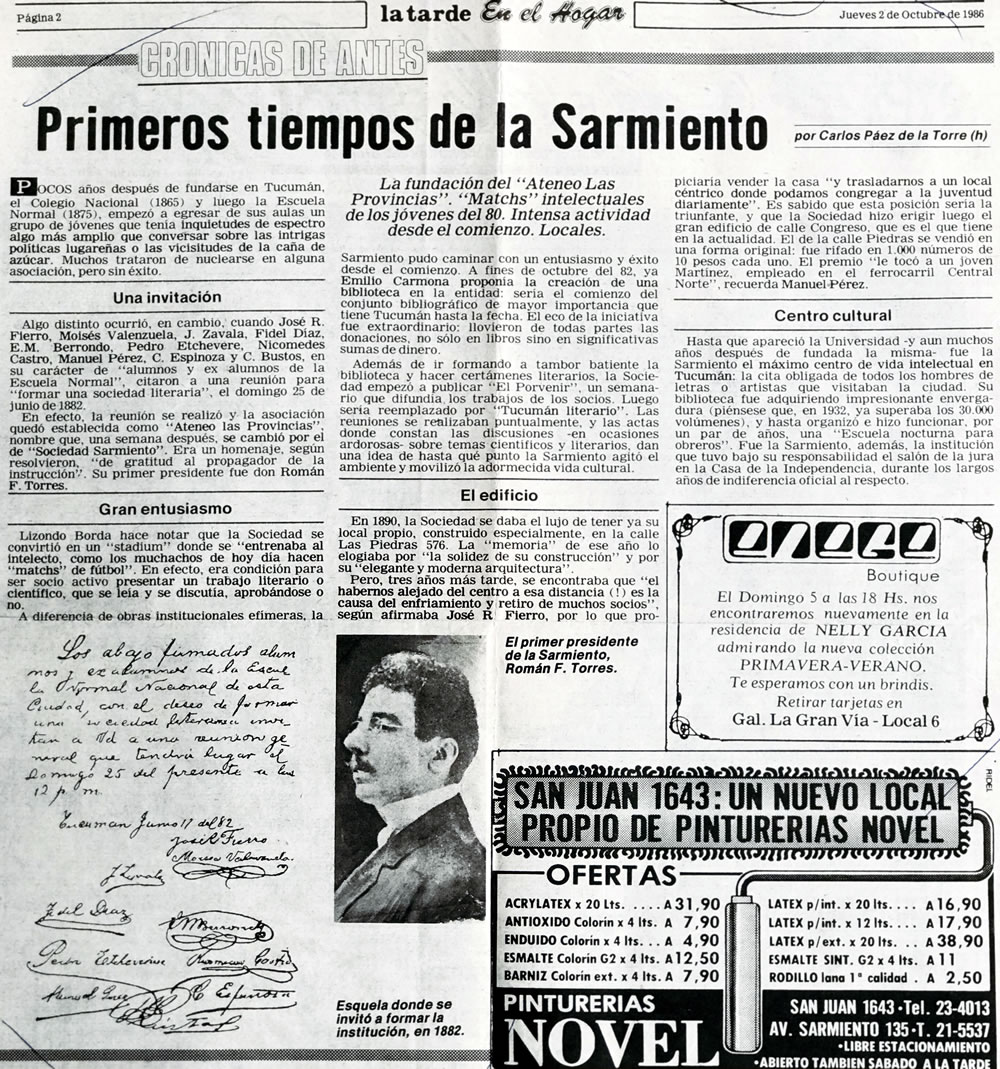 Página 2
la tarde En el Hogar
Jueves 2 de Octubre de 1986
CRONICAS DE ANTES
Primeros tiempos de la Sarmiento
por Carlos Páez de la Torre (h)
POCOS años después de fundarse en Tucumán,
el Colegio Nacional (1865) y luego la Escuela
Normal (1875), empezó a egresar de sus aulas un
grupo de jóvenes que tenía inquietudes de espectro
algo más amplio que conversar sobre las intrigas
políticas lugareñas o las vicisitudes de la caña de
azúcar. Muchos trataron de nuclearse en alguna
asociación, pero sin éxito.
Una invitación
Algo distinto ocurrió, en cambio, cuando José R.
Fierro, Moisés Valenzuela, J. Zavala, Fidel Díaz,
E.M. Berrondo, Pedro Etchevere, Nicomedes
Castro, Manuel Pérez, C. Espinoza y C. Bustos, en
su carácter de "alumnos y ex alumnos de la
Escuela Normal", citaron a una reunión para
"formar una sociedad literaria", el domingo 25 de
junio de 1882.
En efecto, la reunión se realizó y la asociación
quedó establecida como "Ateneo las Provincias",
nombre que, una semana después, se cambió por el
de "Sociedad Sarmiento". Era un homenaje, según
resolvieron, "de gratitud al propagador de la
instrucción". Su primer presidente fue don Román
F. Torres.
Gran entusiasmo
Lizondo Borda hace notar que la Sociedad se
convirtió en un "stadium" donde se "entrenaba al
intelecto, como los muchachos de hoy día hacen
"matchs" de fútbol". En efecto, era condición para
ser socio activo presentar un trabajo literario o
científico, que se leía y se discutía, aprobándose o
no.
A diferencia de obras institucionales efímeras, la
La fundación del "Ateneo Las
Provincias". "Matchs" intelectuales
de los jóvenes del 80. Intensa actividad
desde el comienzo. Locales.
Sarmiento pudo caminar con un entusiasmo y éxito
desde el comienzo. A fines de octubre del 82, ya
Emilio Carmona proponía la creación de una
biblioteca en la entidad: sería el comienzo del
conjunto bibliográfico de mayor importancia que
tiene Tucumán hasta la fecha. El eco de la iniciativa
fue extraordinario: llovieron de todas partes las
donaciones, no sólo en libros sino en significativas
sumas de dinero.
Además de ir formando a tambor batiente la
biblioteca y hacer certámenes literarios, la Socie-
dad empezó a publicar "El Porvenir", un semana-
rio que difundía los trabajos de los socios. Luego
sería reemplazado por "Tucumán literario". Las
reuniones se realizaban puntualmente, y las actas
donde constan las discusiones -en ocasiones
ardorosas- sobre temas científicos y literarios, dan
una idea de hasta qué punto la Sarmiento agitó el
ambiente y movilizó la adormecida vida cultural.
El edificio
En 1890, la Sociedad se daba el lujo de tener ya su
local propio, construido especialmente, en la calle
Las Piedras 576. La "memoria" de ese año lo
elogiaba por "la solidez de su construcción" y por
su "elegante y moderna arquitectura".
Pero, tres años más tarde, se encontraba que "el
habernos alejado del centro a esa distancia (!) es la
causa del enfriamiento y retiro de muchos socios",
según afirmaba José R Fierro, por lo que pro-
piciaría vender la casa "y trasladarnos a un local
céntrico donde podamos congregar a la juventud
diariamente". Es sabido que esta posición sería la
triunfante, y que la Sociedad hizo erigir luego el
gran edificio de calle Congreso, que es el que tiene
en la actualidad. El de la calle Piedras se vendió en
una forma original: fue rifado en 1.000 números de
10 pesos cada uno. El premio "le tocó a un joven
Martínez, empleado en el ferrocarril Central
Norte", recuerda Manuel Pérez.
Centro cultural
Hasta que apareció la Universidad -y aun muchos
años después de fundada la misma- fue la
Sarmiento el máximo centro de vida intelectual en
Tucumán: la cita obligada de todos los hombres de
letras o artistas que visitaban la ciudad. Su
biblioteca fue adquiriendo impresionante enverga-
dura (piénsese que, en 1932, ya superaba los 30.000
volúmenes), y hasta organizó e hizo funcionar, por
un par de años, una "Escuela nocturna para
obreros". Fue la Sarmiento, además, la institución
que tuvo bajo su responsabilidad el salón de la jura
en la Casa de la Independencia, durante los largos
años de indiferencia oficial al respecto.
Los abajo firmados alum
nos y ex alumnos de la Escue
la Normal Nacional de esta
Ciudad, con el deseo de formar
una sociedad literaria invi
tan a Vd a una reunion ge
neral que tendrá lugar el
Domingo 25 del presente a las
12 p. m.
Tucuman Junio 17 del 82
José R Fierro
Moises Valenzuela
J. Zavala
Fidel Diaz
E M Berrondo
Pedro Etchevere
Nicomedes Castro
Manuel Perez
C Espinosa
C Bustos
El primer presidente
de la Sarmiento,
Román F. Torres.
Esquela donde se
invitó a formar la
institución, en 1882.
Boutique
El Domingo 5 a las 18 Hs. nos
encontraremos nuevamente en la
residencia de NELLY GARCIA
admirando la nueva colección
PRIMAVERA-VERANO.
Te esperamos con un brindis.
Retirar tarjetas en
Gal. La Gran Vía - Local 6
RIDEL
SAN JUAN 1643: UN NUEVO LOCAL
PROPIO DE PINTURERIAS NOVEL
OFERTAS
ACRYLATEX x 20 Lts. ..... A 31,90
ANTIOXIDO Colorín x 4 lts. . A 7,90
ENDUIDO Colorín x 4 lts... A 4,90
ESMALTE Colorín G2 x 4 Lts. A 12,50
BARNIZ Colorín ext. x 4 lts. A 7,90
LATEX p/int. x 20 lts.... A 16,90
LATEX p/int. x 12 lts.... A 17,90
LATEX p/ext. x 20 lts. .. A 38,90
ESMALTE SINT. G2 x 4 Lts. A 11
RODILLO lana 1ª calidad . A 2,50
PINTURERIAS
NOVEL
SAN JUAN 1643 · Tel. 23-4013
AV. SARMIENTO 135 · T. 21-5537
·LIBRE ESTACIONAMIENTO
·ABIERTO TAMBIEN SABADO A LA TARDE